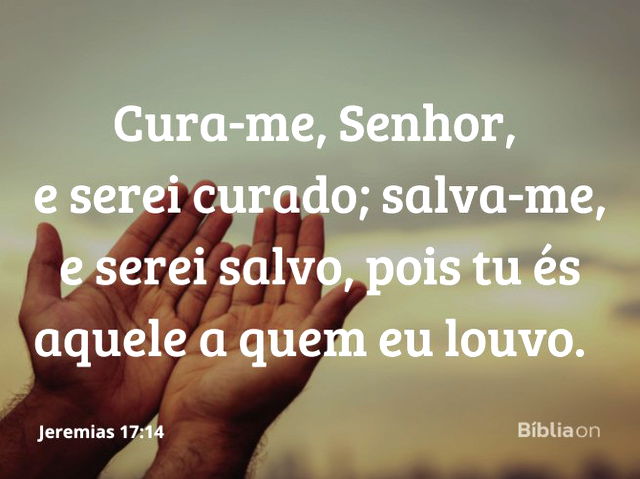 Cura-me, Senhor,
e serei curado; salva-me,
e serei salvo, pois tu és
aquele a quem eu louvo.
Jeremias 17:14
Bíbliaon